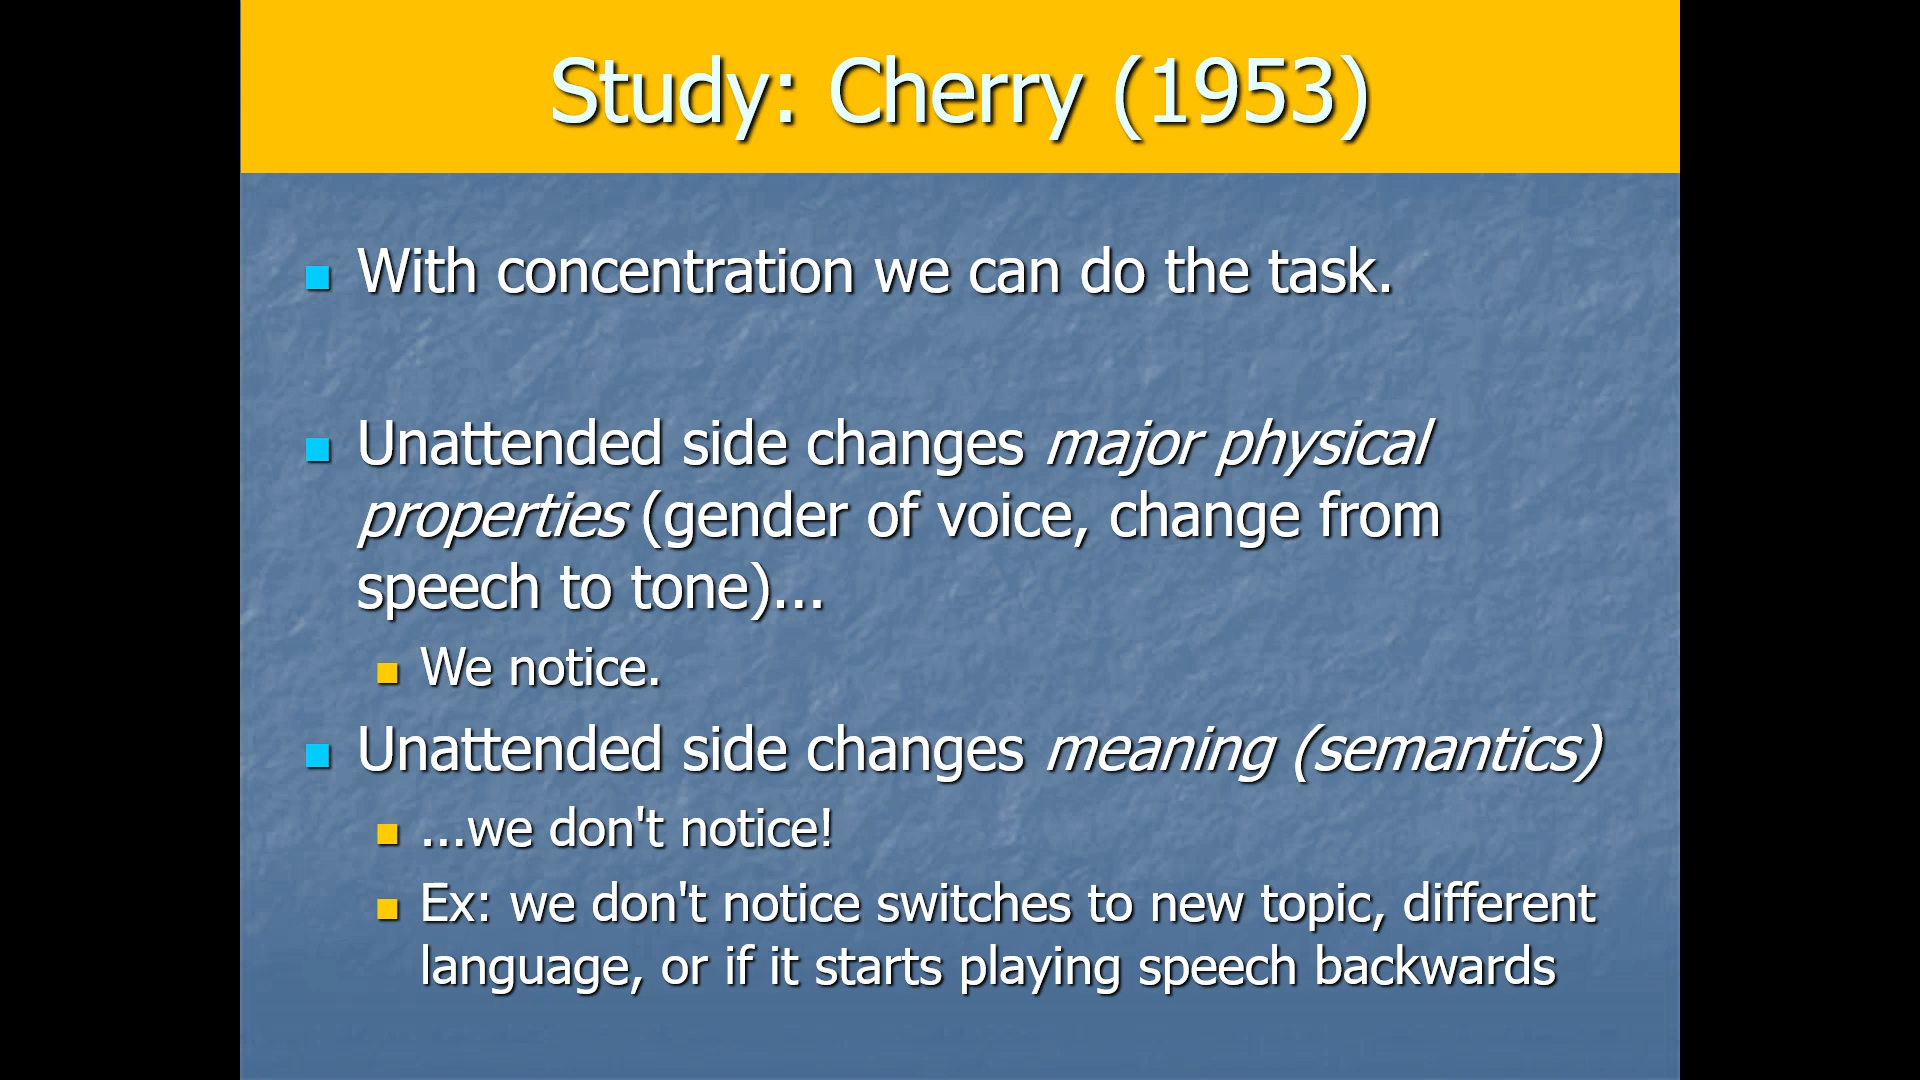 Study: Cherry (1953)
With concentration we can do the task.
Unattended side changes major physical
properties (gender of voice, change from
speech to tone)...
We notice.
Unattended side changes meaning (semantics)
...we don't notice!
Ex: we don't notice switches to new topic, different
language, or if it starts playing speech backwards